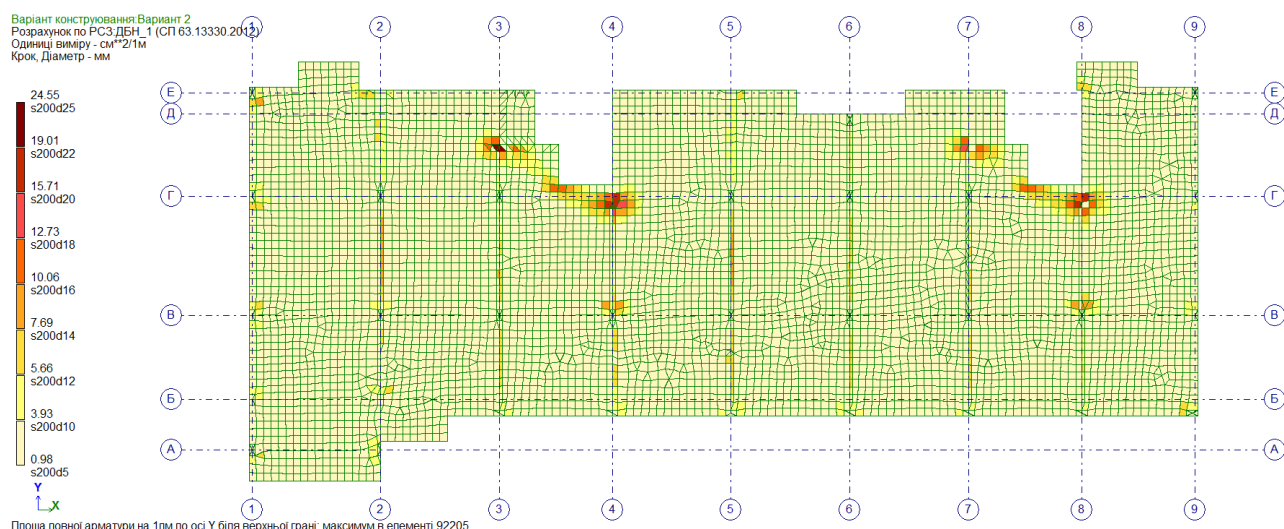 Варіант конструювання:Вариант 2
Розрахунок по РСЗ:ДБН_1 (СП 63.13330.2012)
Одиниці виміру - см**2/1м
Крок, Діаметр - мм
1 2 3 4 5 6 7 8 9
24.55
s200d25
19.01
s200d22
15.71
s200d20
12.73
s200d18
10.06
s200d16
7.69
s200d14
5.66
s200d12
3.93
s200d10
0.98
s200d5
Е Е
Д Д
Г Г
В В
Б Б
А А
Y
X
1 2 3 4 5 6 7 8 9
Площа повної арматури на 1пм по осі Y біля верхньої грані; максимум в елементі 92205